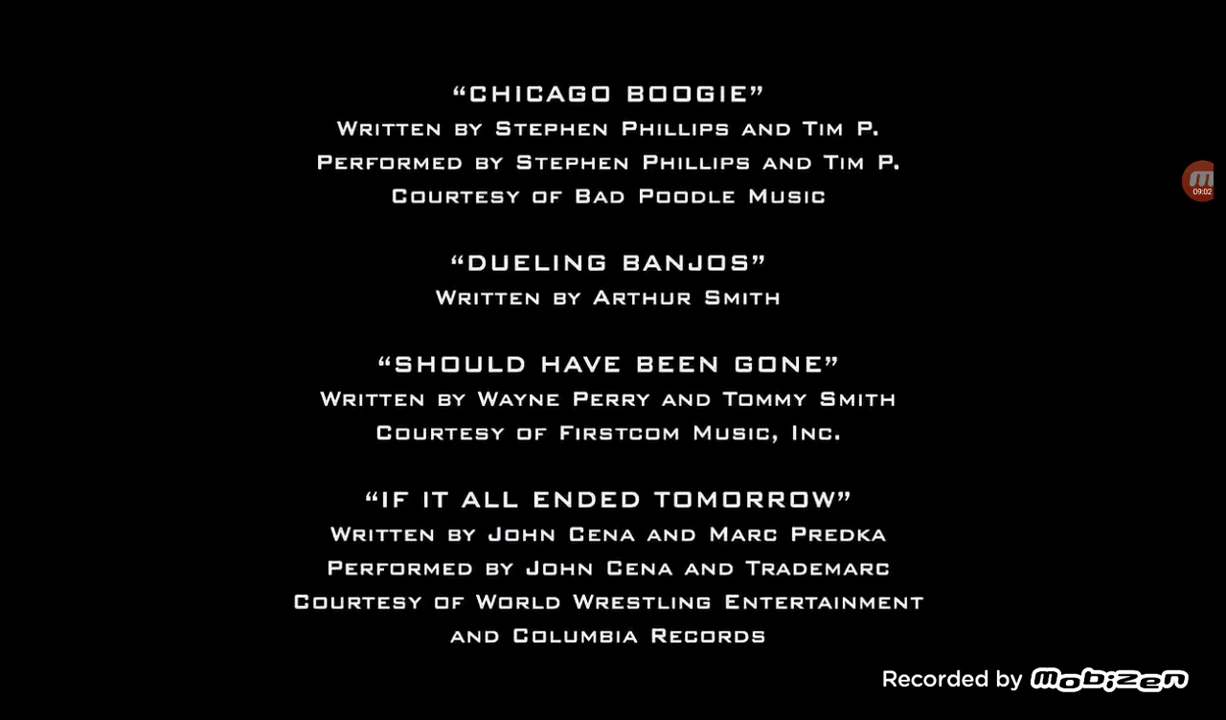 “CHICAGO BOOGIE”
WRITTEN BY STEPHEN PHILLIPS AND TIM P.
PERFORMED BY STEPHEN PHILLIPS AND TIM P.
COURTESY OF BAD POODLE MUSIC
“DUELING BANJOS”
WRITTEN BY ARTHUR SMITH
“SHOULD HAVE BEEN GONE”
WRITTEN BY WAYNE PERRY AND TOMMY SMITH
COURTESY OF FIRSTCOM MUSIC, INC.
“IF IT ALL ENDED TOMORROW”
WRITTEN BY JOHN CENA AND MARC PREDKA
PERFORMED BY JOHN CENA AND TRADEMARC
COURTESY OF WORLD WRESTLING ENTERTAINMENT
AND COLUMBIA RECORDS
09:02
Recorded by mobizen